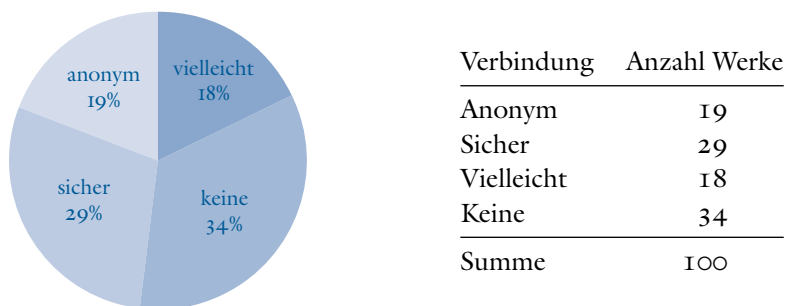 vielleicht
18%
keine
34%
sicher
29%
anonym
19%
Verbindung Anzahl Werke
Anonym 19
Sicher 29
Vielleicht 18
Keine 34
Summe 100